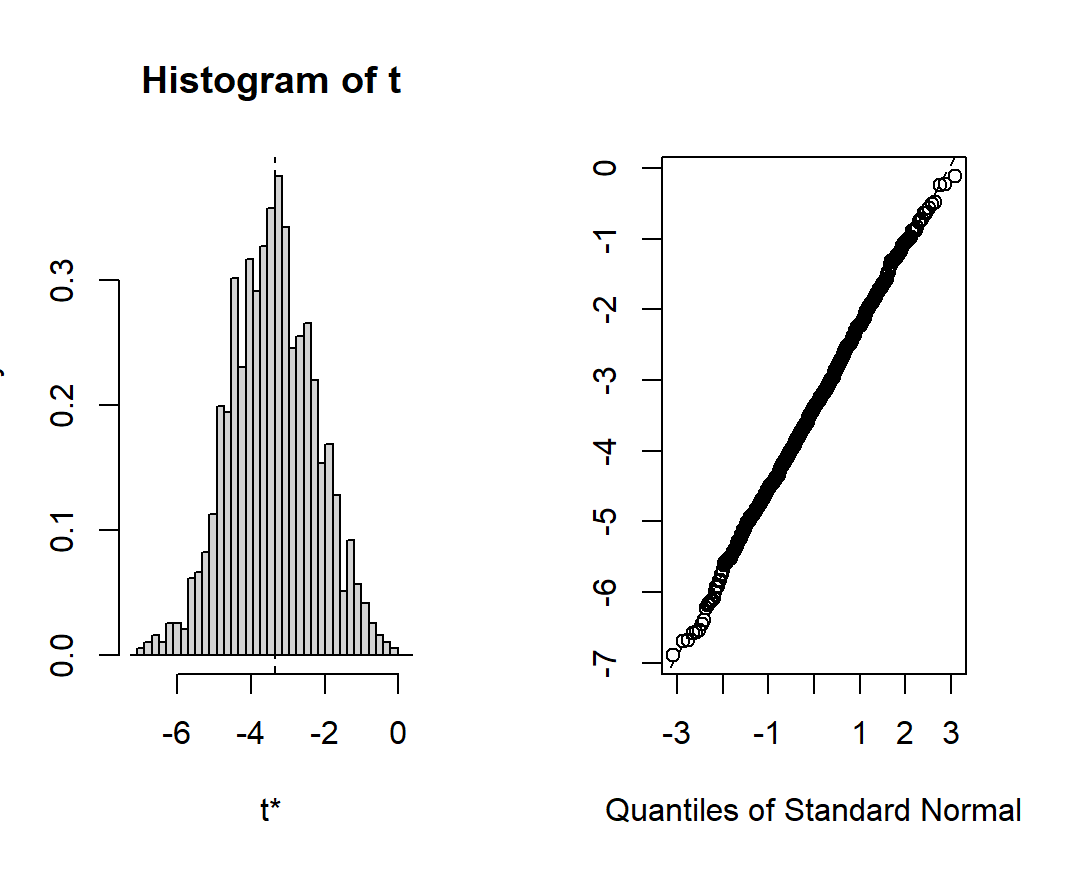 Histogram of t
0.0 0.1 0.2 0.3
-6 -4 -2 0
t*
-7 -6 -5 -4 -3 -2 -1 0
-3 -1 1 2 3
Quantiles of Standard Normal